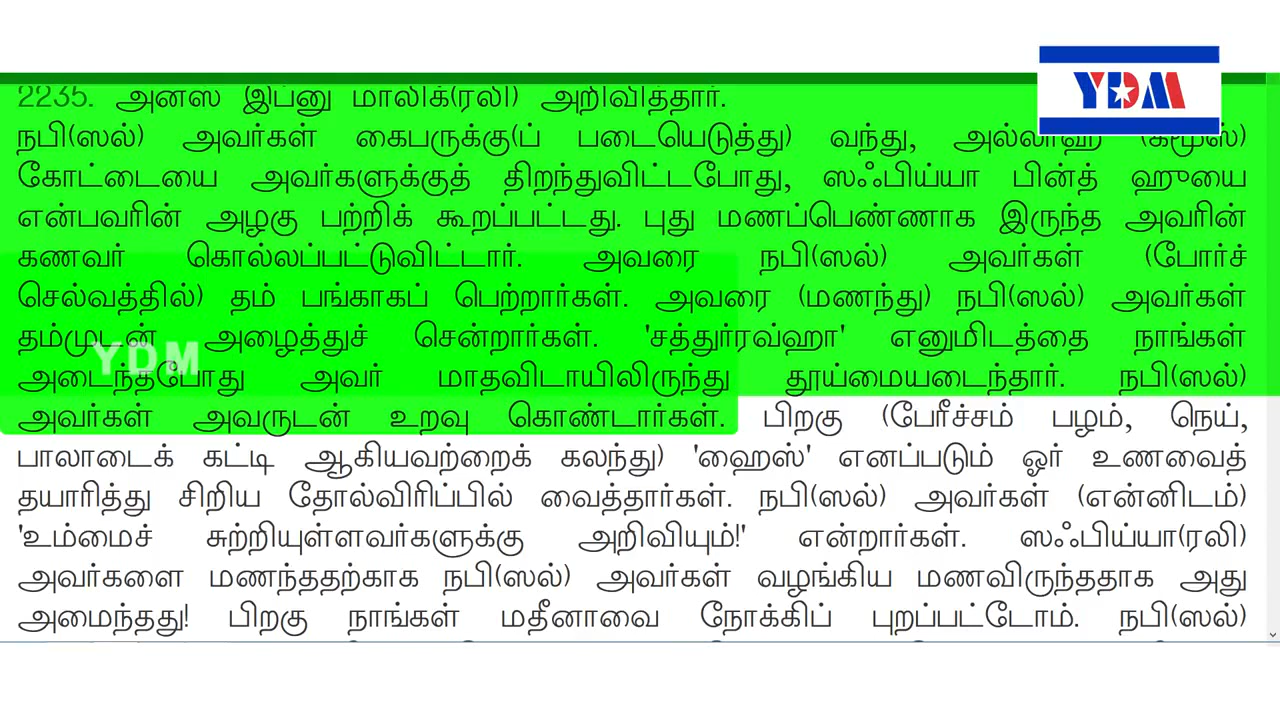 YDM
2235. அனஸ் இப்னு மாலிக்(ரலி) அறிவித்தார்.
நபி(ஸல்) அவர்கள் கைபருக்கு(ப் படையெடுத்து) வந்து, அல்லாஹ் (கமூஸ்)
கோட்டையை அவர்களுக்குத் திறந்துவிட்டபோது, ஸஃபிய்யா பின்த் ஹுயை
என்பவரின் அழகு பற்றிக் கூறப்பட்டது. புது மணப்பெண்ணாக இருந்த அவரின்
கணவர் கொல்லப்பட்டுவிட்டார். அவரை நபி(ஸல்) அவர்கள் (போர்ச்
செல்வத்தில்) தம் பங்காகப் பெற்றார்கள். அவரை (மணந்து) நபி(ஸல்) அவர்கள்
தம்முடன் அழைத்துச் சென்றார்கள். 'சத்துர்ரவ்ஹா' எனுமிடத்தை நாங்கள்
YDM
அடைந்தபோது அவர் மாதவிடாயிலிருந்து தூய்மையடைந்தார். நபி(ஸல்)
அவர்கள் அவருடன் உறவு கொண்டார்கள். பிறகு (பேரீச்சம் பழம், நெய்,
பாலாடைக் கட்டி ஆகியவற்றைக் கலந்து) 'ஹைஸ்' எனப்படும் ஓர் உணவைத்
தயாரித்து சிறிய தோல்விரிப்பில் வைத்தார்கள். நபி(ஸல்) அவர்கள் (என்னிடம்)
'உம்மைச் சுற்றியுள்ளவர்களுக்கு அறிவியும்!' என்றார்கள். ஸஃபிய்யா(ரலி)
அவர்களை மணந்ததற்காக நபி(ஸல்) அவர்கள் வழங்கிய மணவிருந்ததாக அது
அமைந்தது! பிறகு நாங்கள் மதீனாவை நோக்கிப் புறப்பட்டோம். நபி(ஸல்)